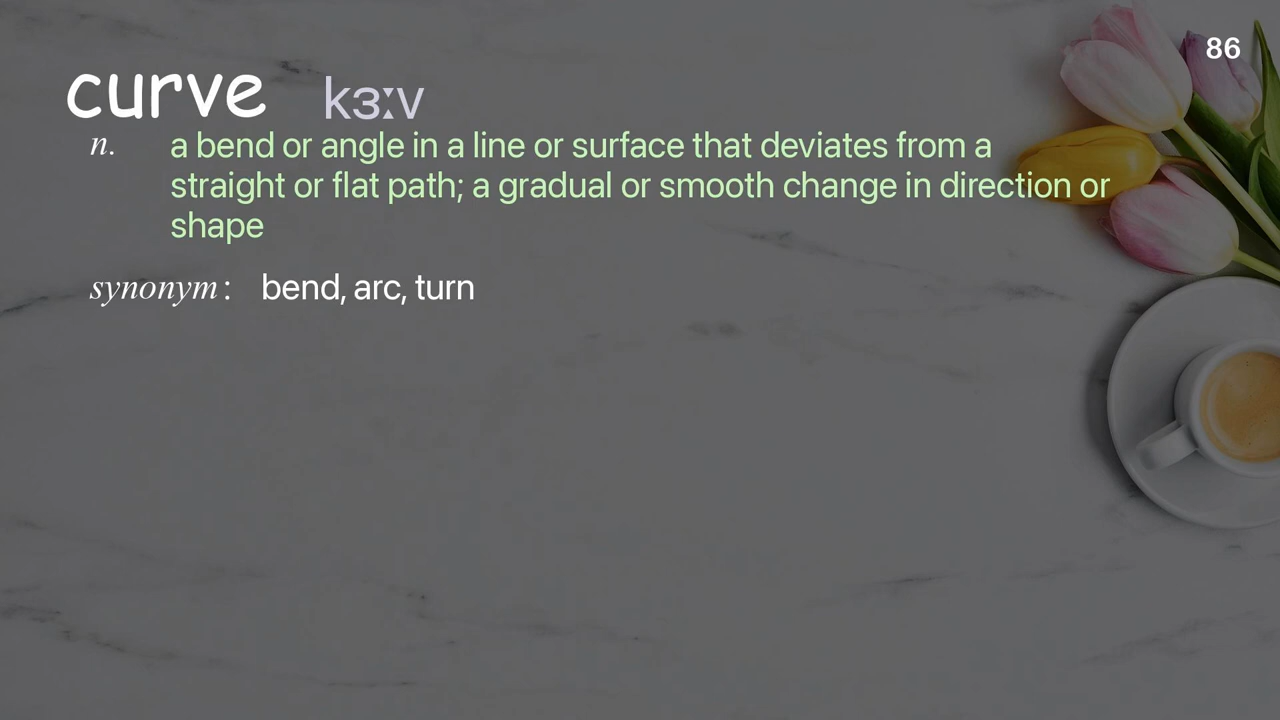 86
curve kɜːv
n. a bend or angle in a line or surface that deviates from a
straight or flat path; a gradual or smooth change in direction or
shape
synonym : bend, arc, turn